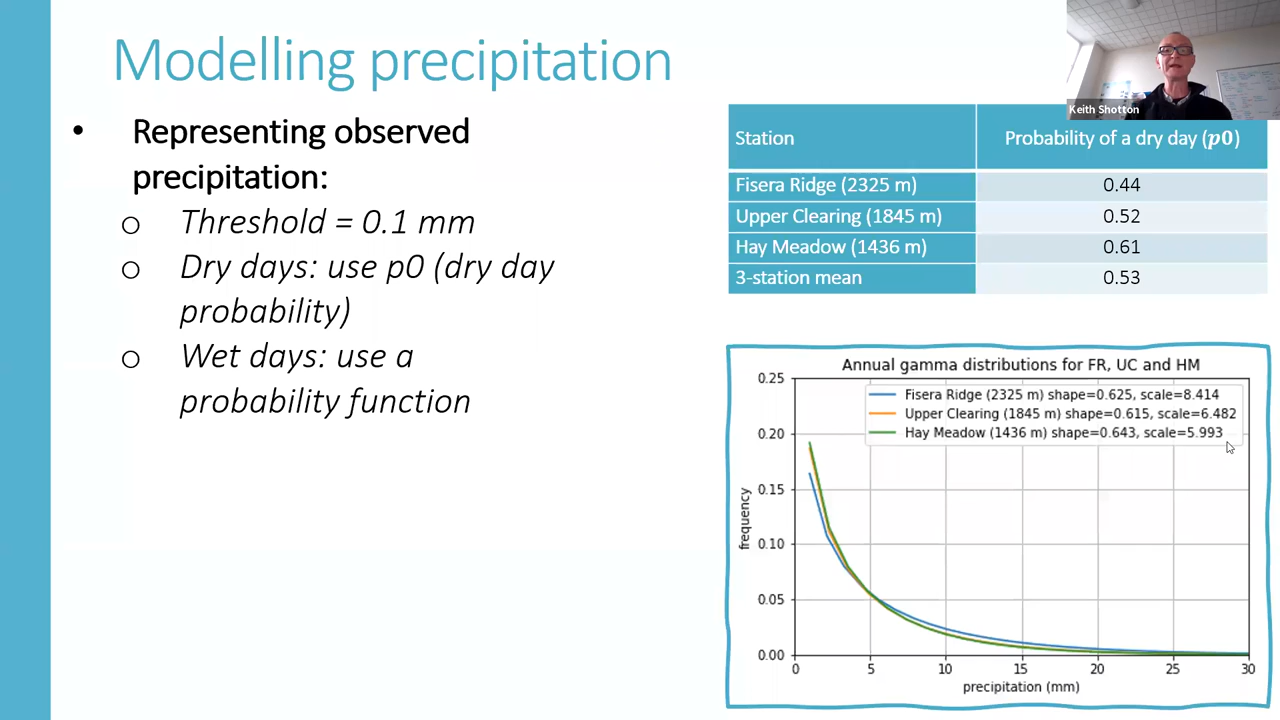 Modelling precipitation
• Representing observed
precipitation:
o Threshold = 0.1 mm
o Dry days: use p0 (dry day
probability)
o Wet days: use a
probability function
Keith Shotton
Station Probability of a dry day (p0)
Fisera Ridge (2325 m) 0.44
Upper Clearing (1845 m) 0.52
Hay Meadow (1436 m) 0.61
3-station mean 0.53
Annual gamma distributions for FR, UC and HM
Fisera Ridge (2325 m) shape=0.625, scale=8.414
Upper Clearing (1845 m) shape=0.615, scale=6.482
Hay Meadow (1436 m) shape=0.643, scale=5.993
0.25
0.20
0.15
0.10
0.05
0.00
frequency
0 5 10 15 20 25 30
precipitation (mm)